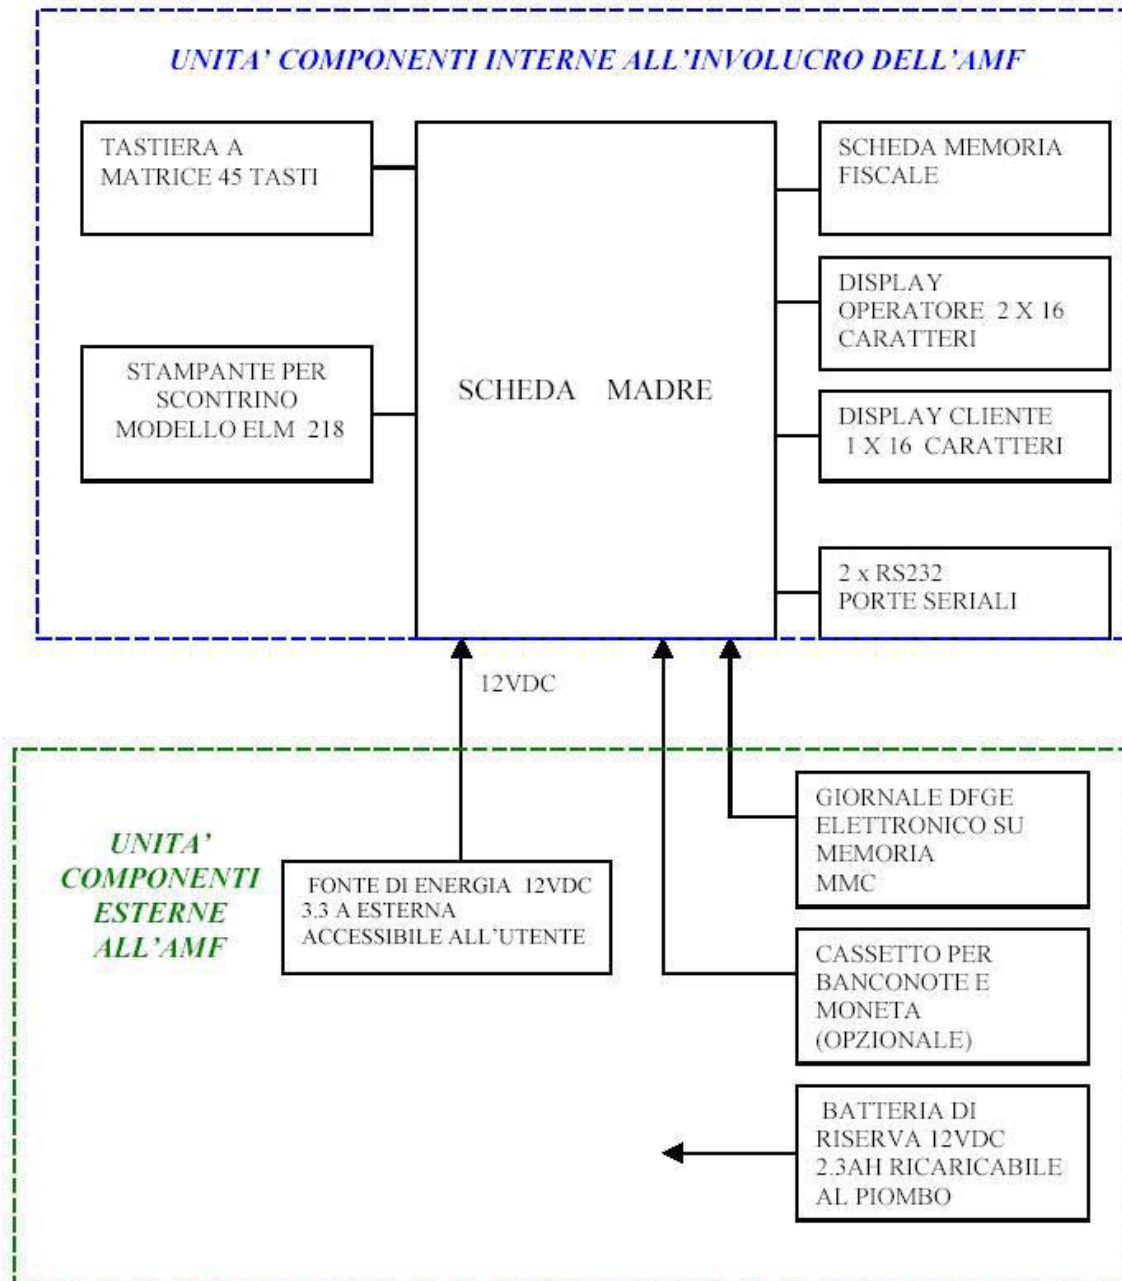 UNITA' COMPONENTI INTERNE ALL'INVOLUCRO DELL'AMF
TASTIERA A
MATRICE 45 TASTI
STAMPANTE PER
SCONTRINO
MODELLO ELM 218
SCHEDA MADRE
SCHEDA MEMORIA
FISCALE
DISPLAY
OPERATORE 2 X 16
CARATTERI
DISPLAY CLIENTE
1 X 16 CARATTERI
2 x RS232
PORTE SERIALI
12VDC
UNITA'
COMPONENTI
ESTERNE
ALL'AMF
FONTE DI ENERGIA 12VDC
3.3 A ESTERNA
ACCESSIBILE ALL'UTENTE
GIORNALE DFGE
ELETTRONICO SU
MEMORIA
MMC
CASSETTO PER
BANCONOTE E
MONETA
(OPZIONALE)
BATTERIA DI
RISERVA 12VDC
2.3AH RICARICABILE
AL PIOMBO